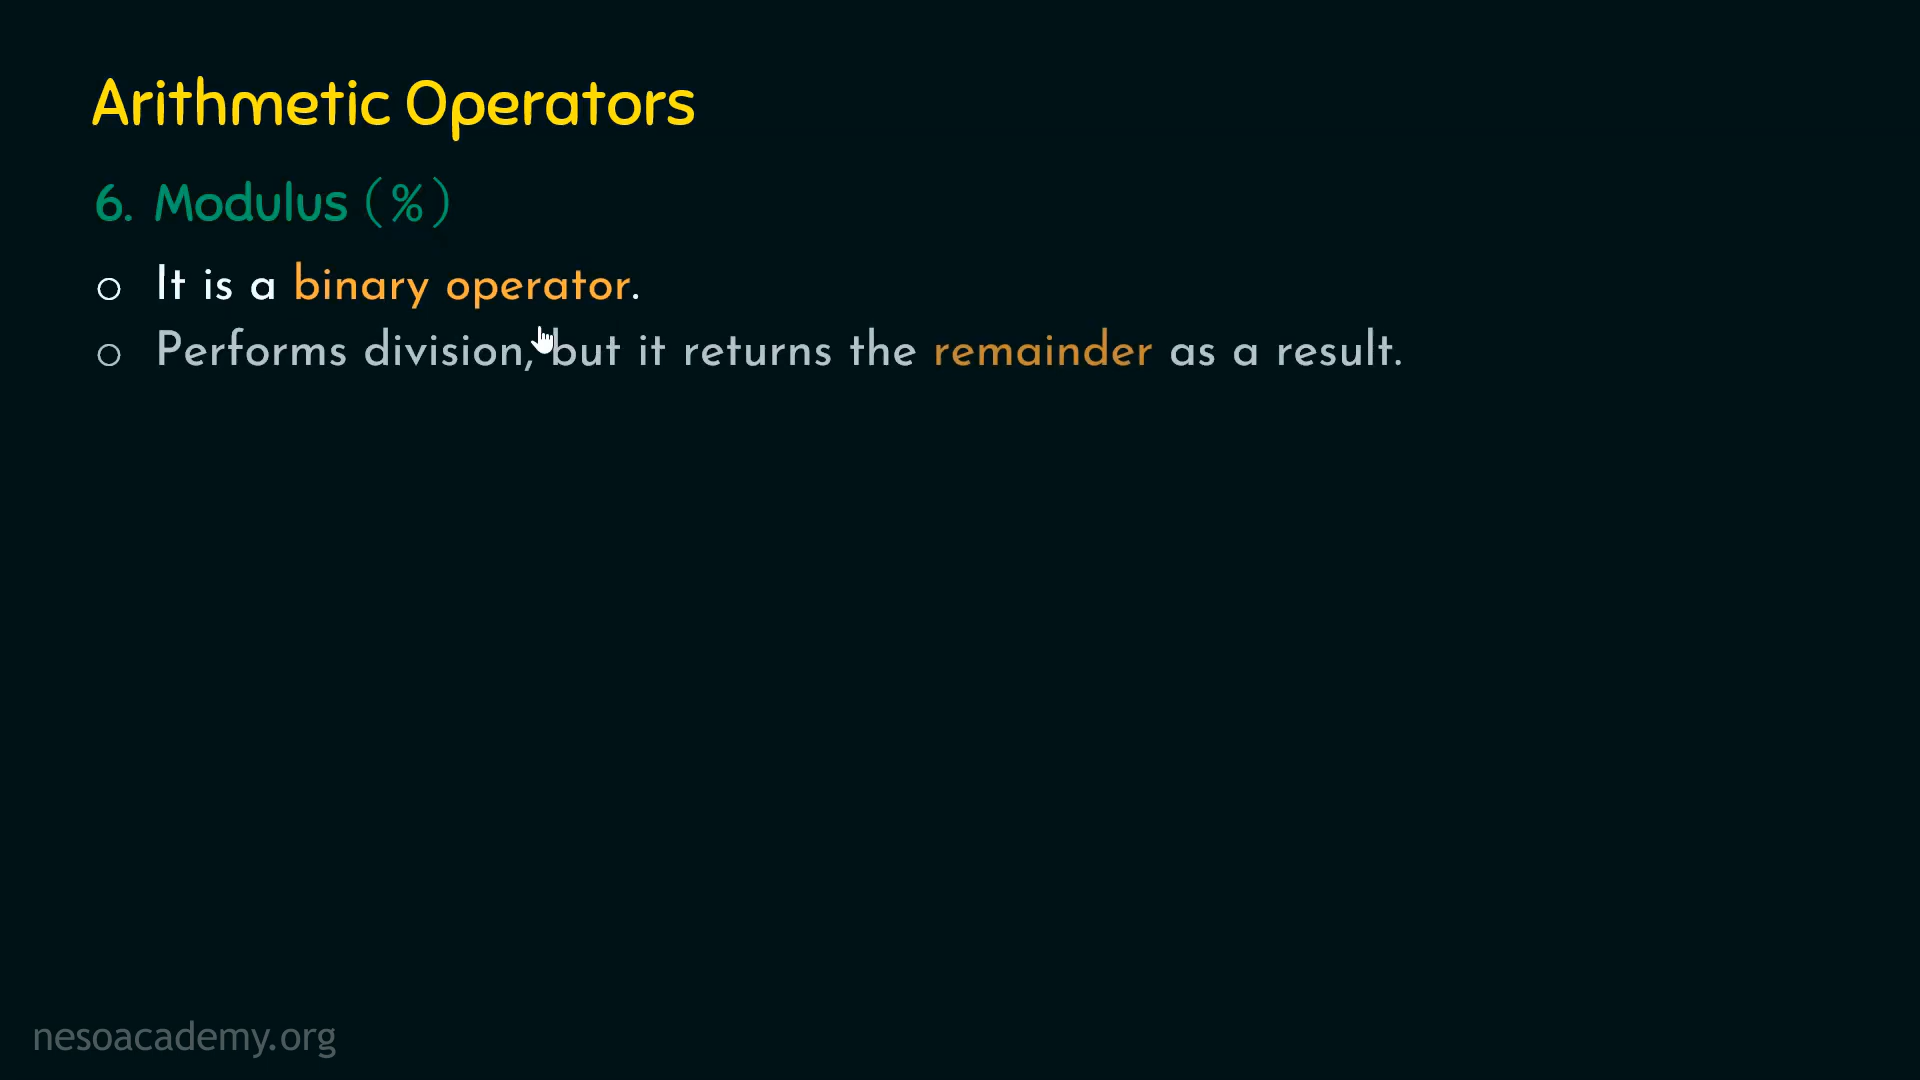 Arithmetic Operators
6. Modulus (%)
○ It is a binary operator.
○ Performs division, but it returns the remainder as a result.
nesoacademy.org